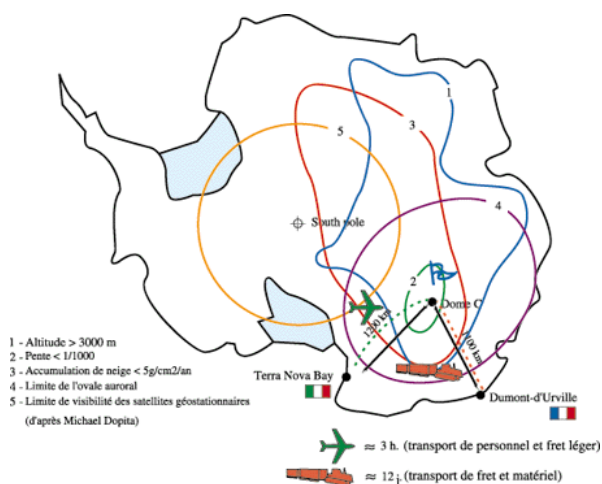 1
3
5
4
South pole
2
Dome C
1200 km
1100 km
1 - Altitude > 3000 m
2 - Pente < 1/1000
3 - Accumulation de neige < 5g/cm2/an
4 - Limite de l'ovale auroral
5 - Limite de visibilité des satellites géostationnaires
(d'après Michael Dopita)
Terra Nova Bay
Dumont-d'Urville
≈ 3 h. (transport de personnel et fret léger)
≈ 12 j. (transport de fret et matériel)